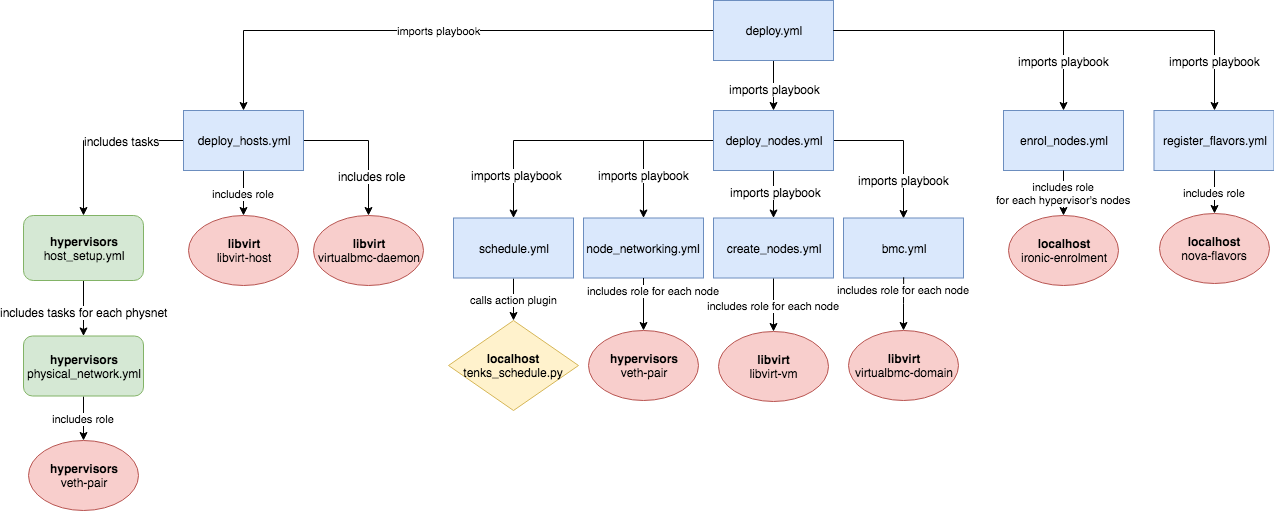 deploy.yml
imports playbook
imports playbook
imports playbook
imports playbook
deploy_hosts.yml
deploy_nodes.yml
enrol_nodes.yml
register_flavors.yml
includes tasks
includes role
includes role
imports playbook
imports playbook
imports playbook
imports playbook
includes role
for each hypervisor's nodes
includes role
hypervisors
host_setup.yml
libvirt
libvirt-host
libvirt
virtualbmc-daemon
schedule.yml
node_networking.yml
create_nodes.yml
bmc.yml
localhost
ironic-enrolment
localhost
nova-flavors
includes tasks for each physnet
calls action plugin
includes role for each node
includes role for each node
includes role for each node
hypervisors
physical_network.yml
localhost
tenks_schedule.py
hypervisors
veth-pair
libvirt
libvirt-vm
libvirt
virtualbmc-domain
includes role
hypervisors
veth-pair